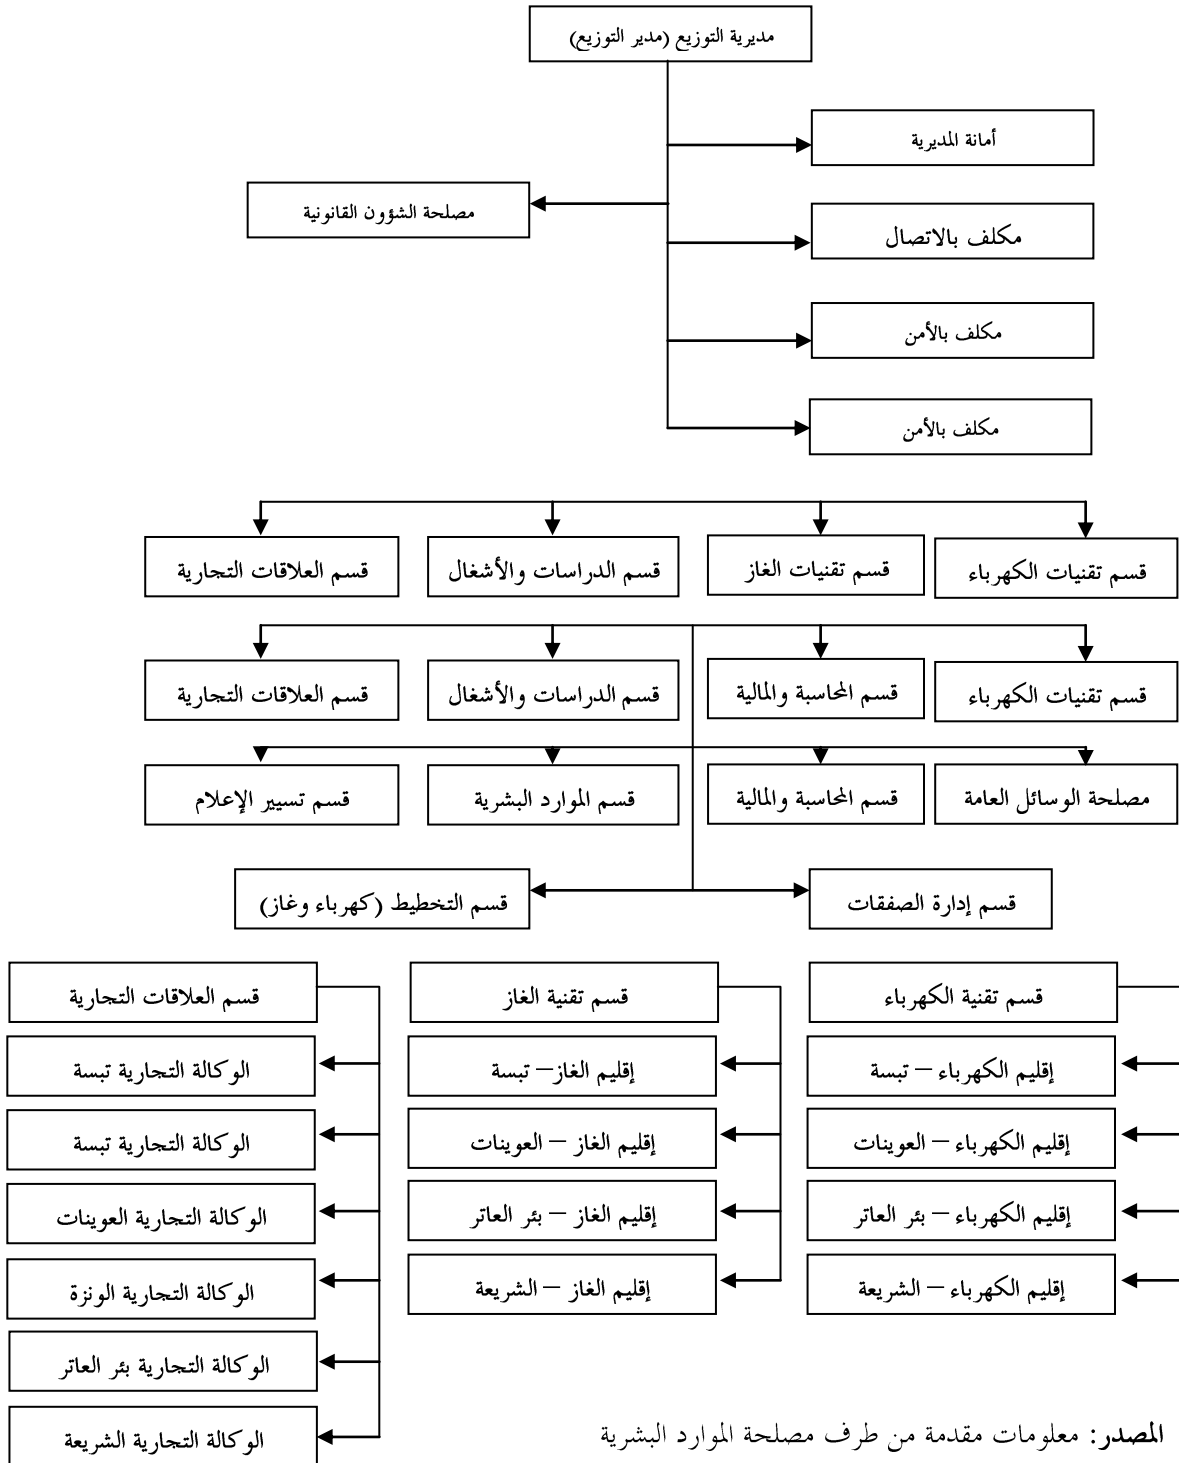 مديرية التوزيع (مدير التوزيع)
أمانة المديرية
مصلحة الشؤون القانونية
مكلف بالاتصال
مكلف بالأمن
مكلف بالأمن
قسم تقنيات الكهرباء
قسم تقنيات الغاز
قسم الدراسات والأشغال
قسم العلاقات التجارية
قسم تقنيات الكهرباء
قسم المحاسبة والمالية
قسم الدراسات والأشغال
قسم العلاقات التجارية
مصلحة الوسائل العامة
قسم المحاسبة والمالية
قسم الموارد البشرية
قسم تسيير الإعلام
قسم إدارة الصفقات
قسم التخطيط (كهرباء وغاز)
قسم تقنية الكهرباء
إقليم الكهرباء – تبسة
إقليم الكهرباء – العوينات
إقليم الكهرباء – بئر العاتر
إقليم الكهرباء – الشريعة
قسم تقنية الغاز
إقليم الغاز– تبسة
إقليم الغاز – العوينات
إقليم الغاز – بئر العاتر
إقليم الغاز – الشريعة
قسم العلاقات التجارية
الوكالة التجارية تبسة
الوكالة التجارية تبسة
الوكالة التجارية العوينات
الوكالة التجارية الونزة
الوكالة التجارية بئر العاتر
الوكالة التجارية الشريعة
المصدر: معلومات مقدمة من طرف مصلحة الموارد البشرية